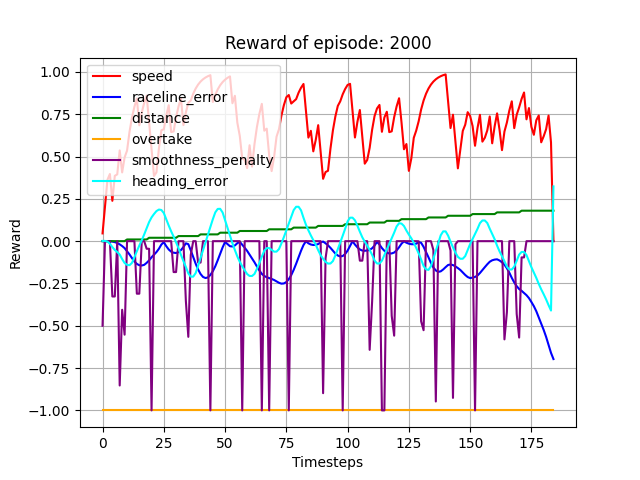 Reward of episode: 2000
speed
raceline_error
distance
overtake
smoothness_penalty
heading_error
1.00
0.75
0.50
0.25
0.00
−0.25
−0.50
−0.75
−1.00
Reward
0 25 50 75 100 125 150 175
Timesteps